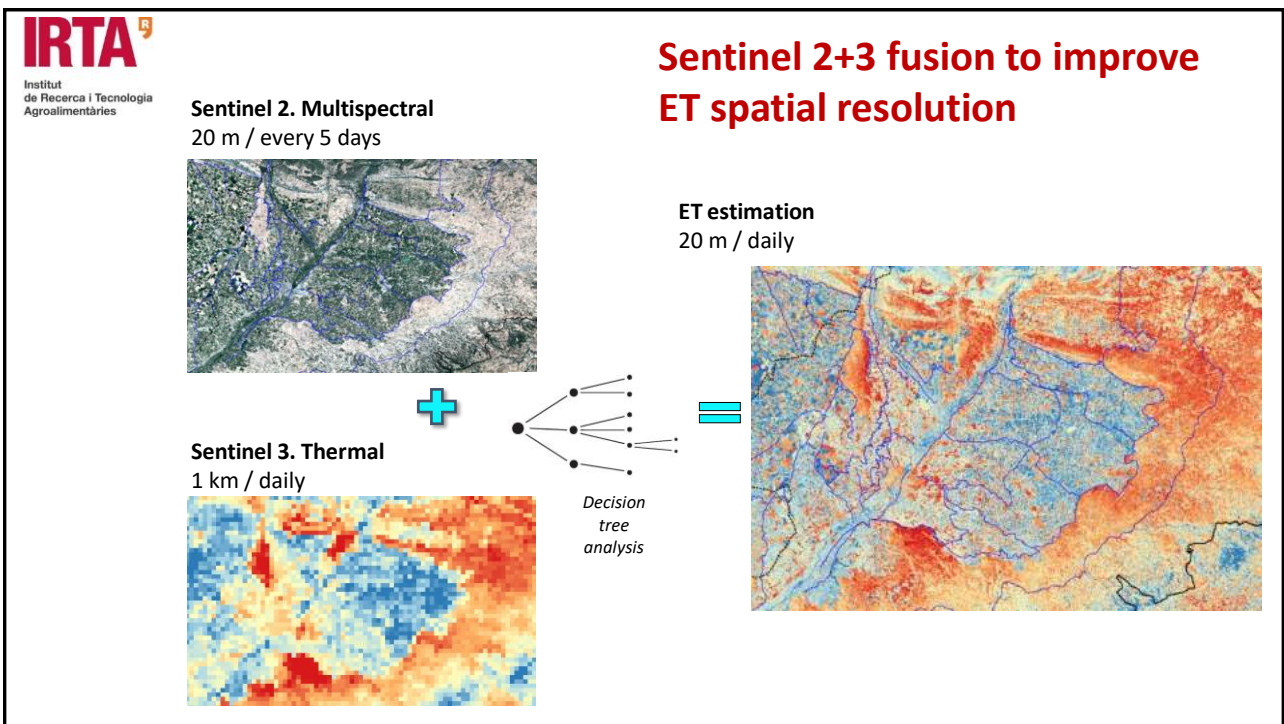 IRTA
R
Institut
de Recerca i Tecnologia
Agroalimentàries
Sentinel 2+3 fusion to improve
ET spatial resolution
Sentinel 2. Multispectral
20 m / every 5 days
ET estimation
20 m / daily
Sentinel 3. Thermal
1 km / daily
Decision
tree
analysis